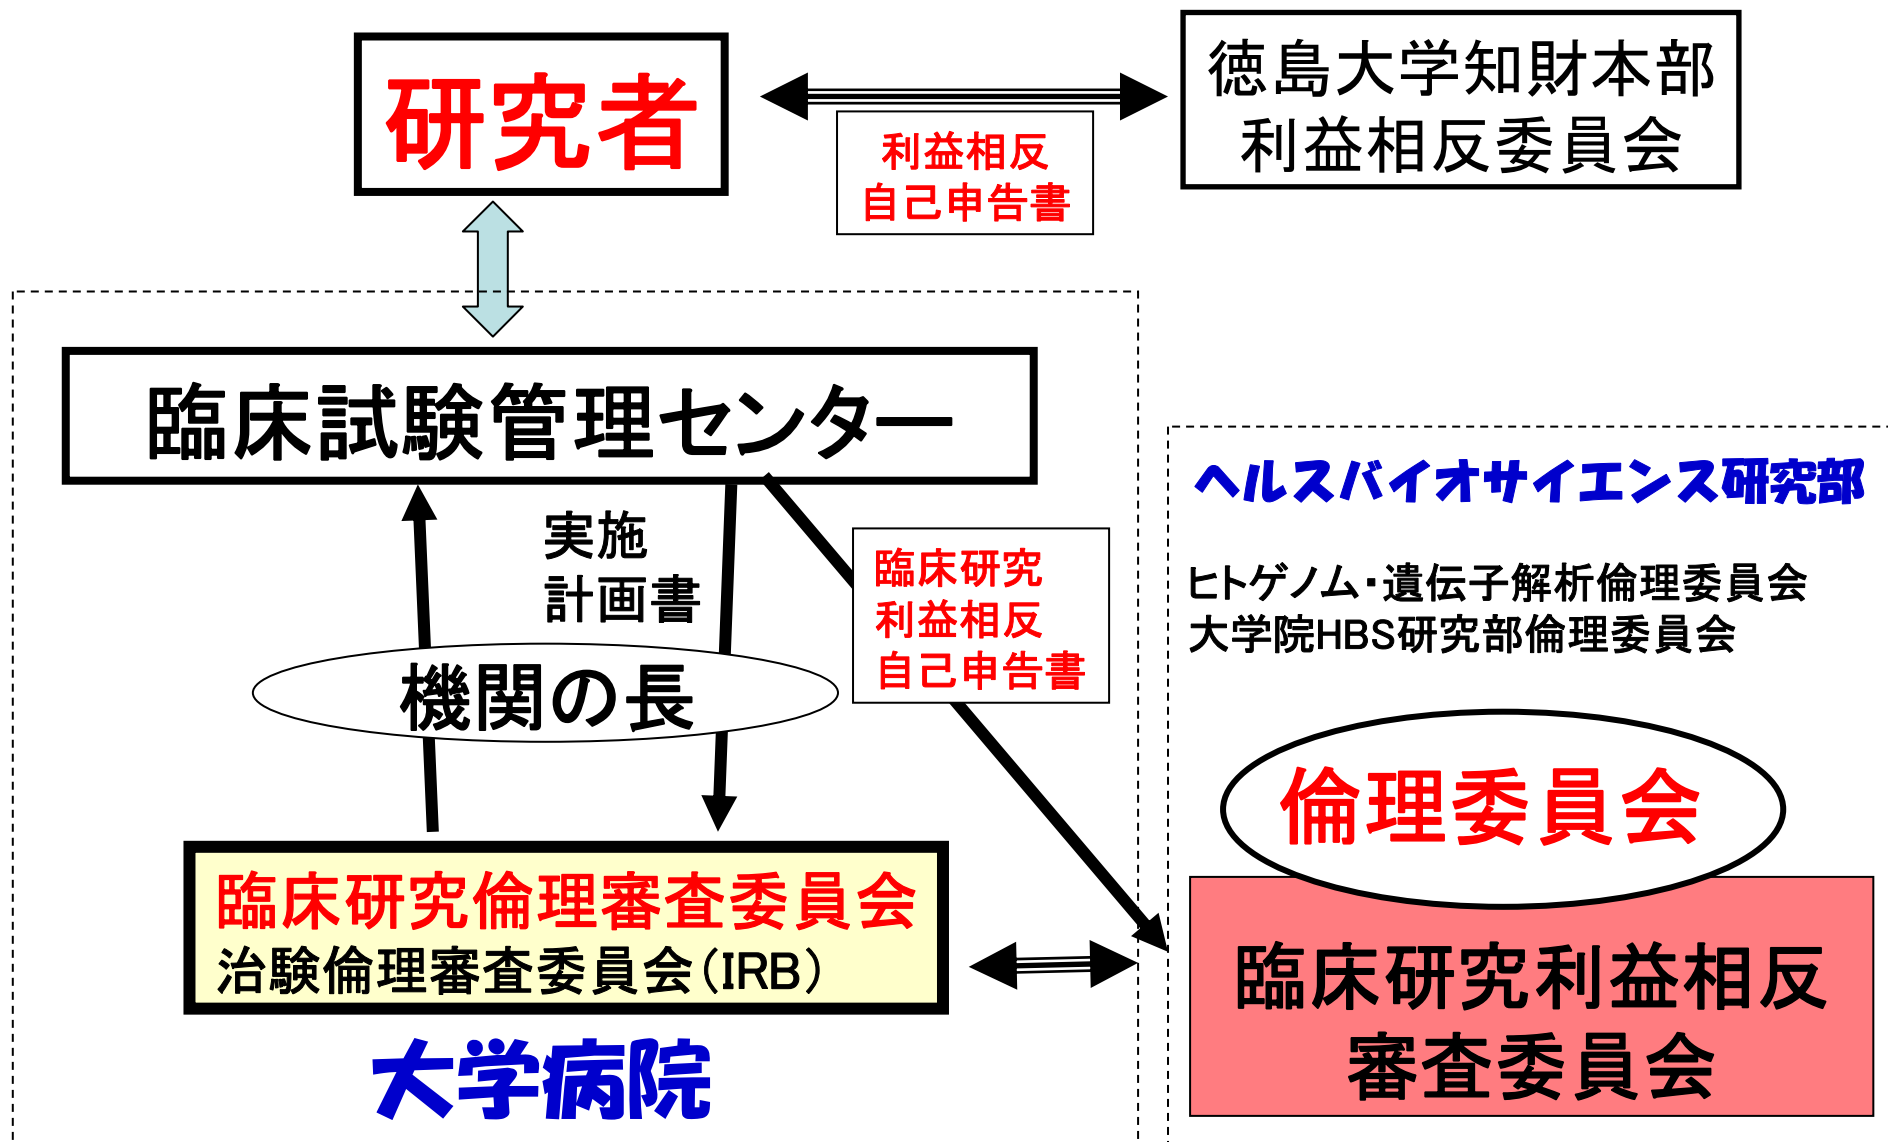 研究者
徳島大学知財本部
利益相反委員会
利益相反
自己申告書
臨床試験管理センター
実施
計画書
臨床研究
利益相反
自己申告書
機関の長
臨床研究倫理審査委員会
治験倫理審査委員会（IRB）
大学病院
ヘルスバイオサイエンス研究部
ヒトゲノム・遺伝子解析倫理委員会
大学院HBS研究部倫理委員会
倫理委員会
臨床研究利益相反
審査委員会